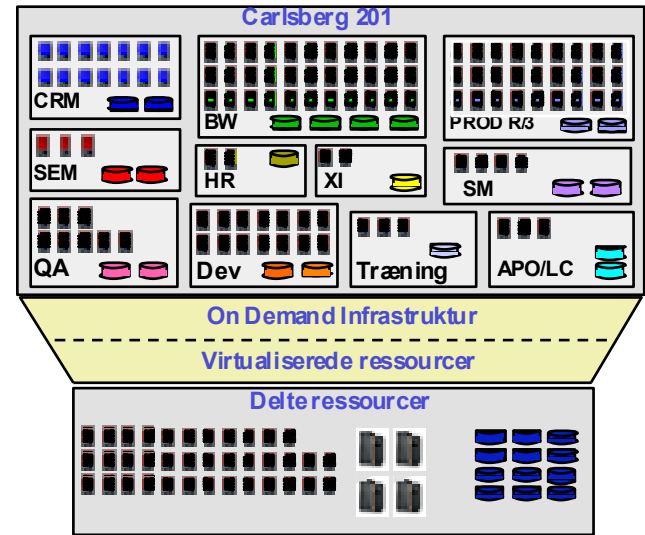 Carlsberg 201
CRM
BW
PROD R/3
SEM
HR
XI
SM
QA
Dev
Træning
APO/LC
On Demand Infrastruktur
Virtualiserede ressourcer
Delte ressourcer